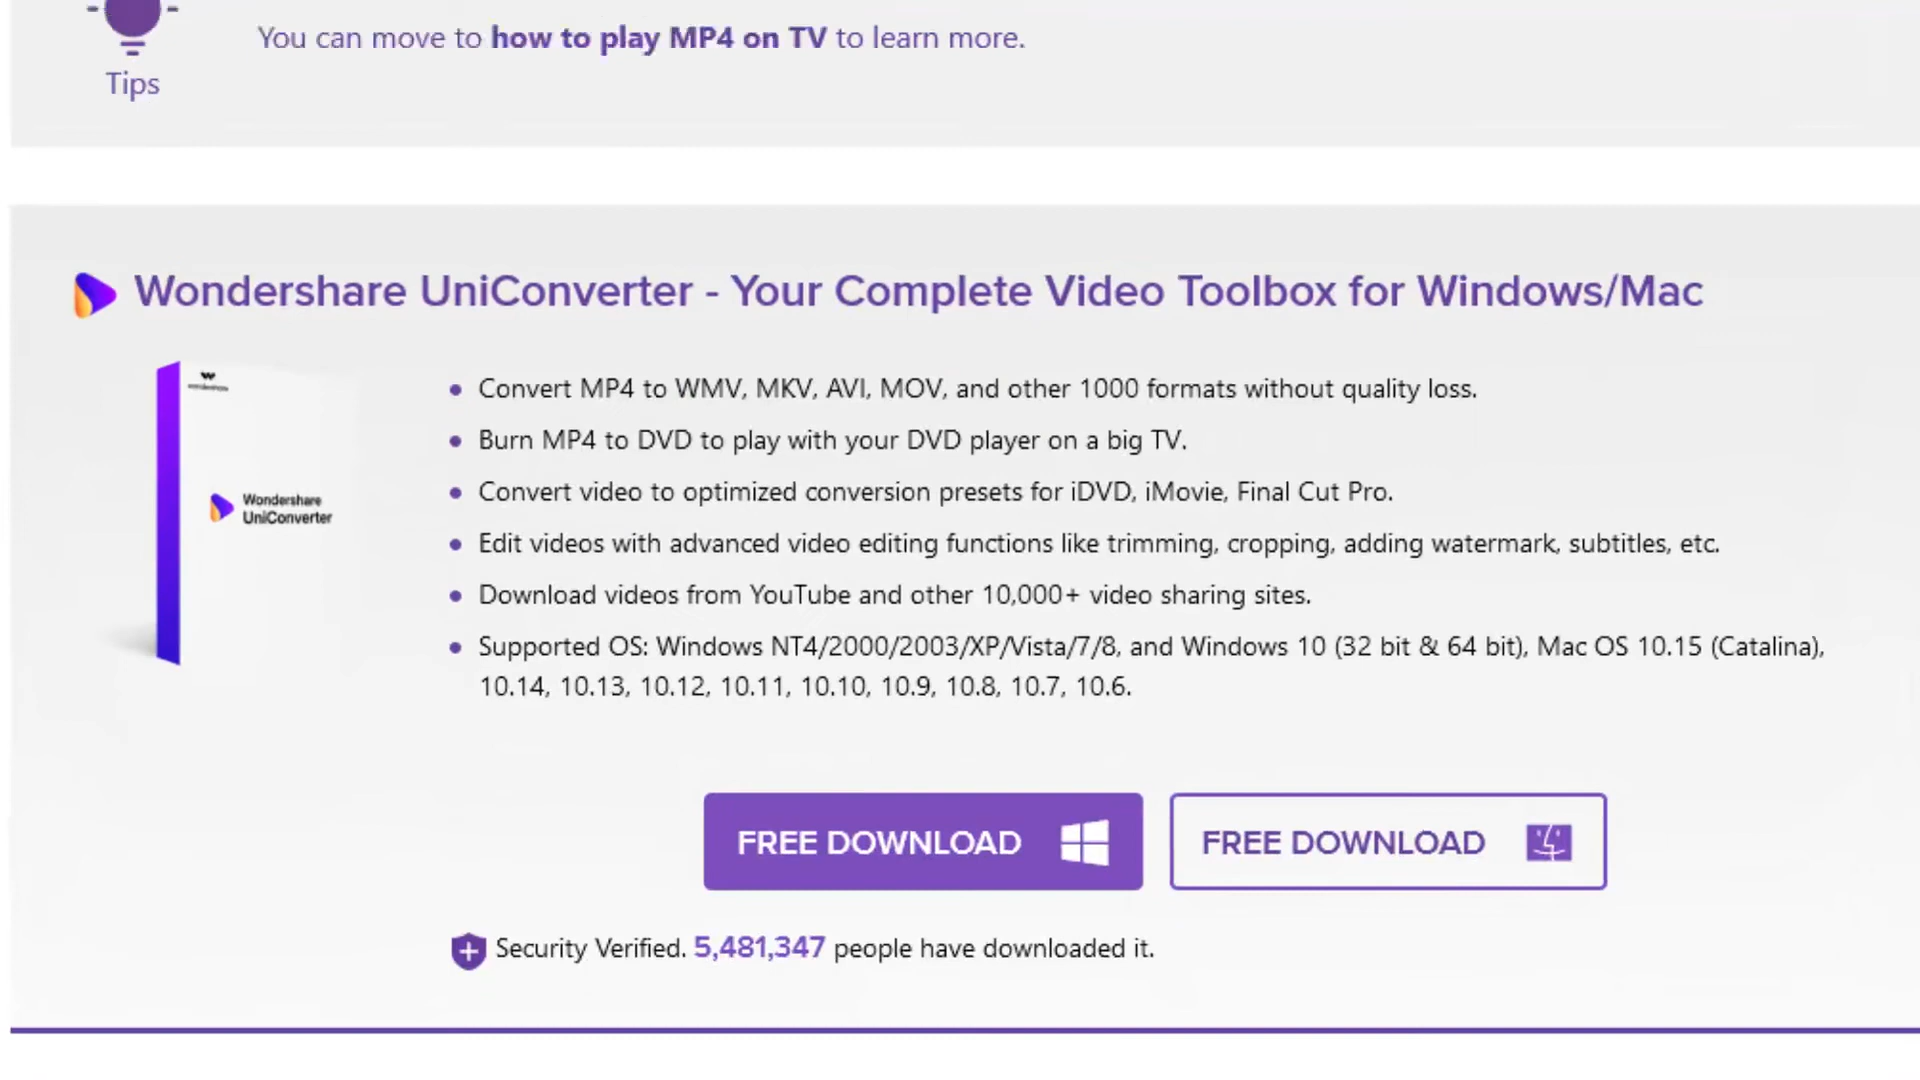 You can move to how to play MP4 on TV to learn more.
Tips
Wondershare UniConverter - Your Complete Video Toolbox for Windows/Mac
wondershare
Wondershare
UniConverter
Convert MP4 to WMV, MKV, AVI, MOV, and other 1000 formats without quality loss.
Burn MP4 to DVD to play with your DVD player on a big TV.
Convert video to optimized conversion presets for iDVD, iMovie, Final Cut Pro.
Edit videos with advanced video editing functions like trimming, cropping, adding watermark, subtitles, etc.
Download videos from YouTube and other 10,000+ video sharing sites.
Supported OS: Windows NT4/2000/2003/XP/Vista/7/8, and Windows 10 (32 bit & 64 bit), Mac OS 10.15 (Catalina),
10.14, 10.13, 10.12, 10.11, 10.10, 10.9, 10.8, 10.7, 10.6.
FREE DOWNLOAD FREE DOWNLOAD
Security Verified. 5,481,347 people have downloaded it.